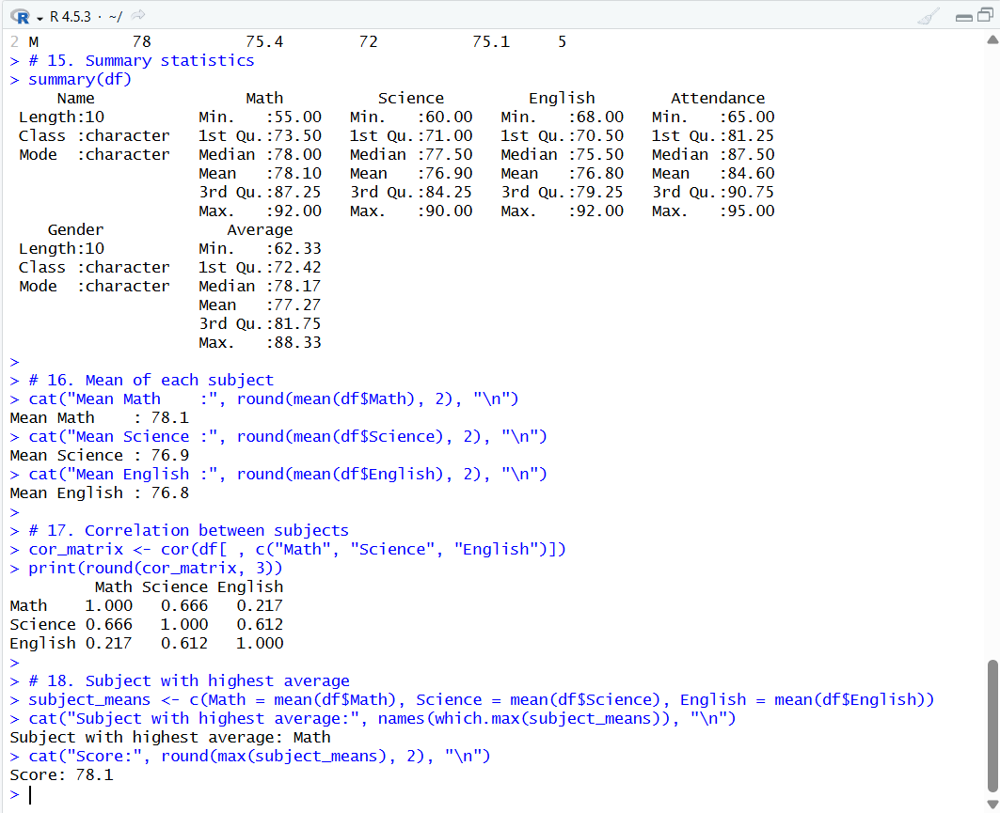 R 4.5.3 · ~/
2 M          78          75.4        72          75.1     5
> # 15. Summary statistics
> summary(df)
     Name                Math          Science         English        Attendance   
 Length:10          Min.   :55.00   Min.   :60.00   Min.   :68.00   Min.   :65.00  
 Class :character   1st Qu.:73.50   1st Qu.:71.00   1st Qu.:70.50   1st Qu.:81.25  
 Mode  :character   Median :78.00   Median :77.50   Median :75.50   Median :87.50  
                    Mean   :78.10   Mean   :76.90   Mean   :76.80   Mean   :84.60  
                    3rd Qu.:87.25   3rd Qu.:84.25   3rd Qu.:79.25   3rd Qu.:90.75  
                    Max.   :92.00   Max.   :90.00   Max.   :92.00   Max.   :95.00  
    Gender             Average     
 Length:10          Min.   :62.33  
 Class :character   1st Qu.:72.42  
 Mode  :character   Median :78.17  
                    Mean   :77.27  
                    3rd Qu.:81.75  
                    Max.   :88.33  
>
> # 16. Mean of each subject
> cat("Mean Math    :", round(mean(df$Math), 2), "\n")
Mean Math    : 78.1
> cat("Mean Science :", round(mean(df$Science), 2), "\n")
Mean Science : 76.9
> cat("Mean English :", round(mean(df$English), 2), "\n")
Mean English : 76.8
>
> # 17. Correlation between subjects
> cor_matrix <- cor(df[ , c("Math", "Science", "English")])
> print(round(cor_matrix, 3))
         Math Science English
Math    1.000   0.666   0.217
Science 0.666   1.000   0.612
English 0.217   0.612   1.000
>
> # 18. Subject with highest average
> subject_means <- c(Math = mean(df$Math), Science = mean(df$Science), English = mean(df$English))
> cat("Subject with highest average:", names(which.max(subject_means)), "\n")
Subject with highest average: Math
> cat("Score:", round(max(subject_means), 2), "\n")
Score: 78.1
>